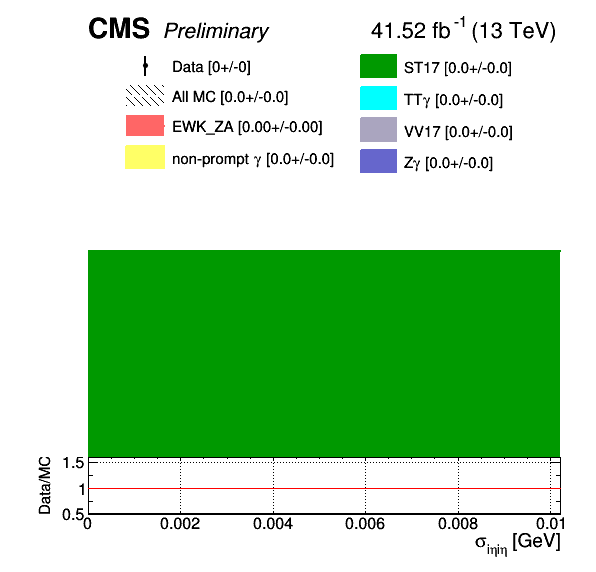 CMS Preliminary 41.52 fb⁻¹ (13 TeV)
Data [0+/-0]
All MC [0.0+/-0.0]
EWK_ZA [0.00+/-0.00]
non-prompt γ [0.0+/-0.0]
ST17 [0.0+/-0.0]
TTγ [0.0+/-0.0]
VV17 [0.0+/-0.0]
Zγ [0.0+/-0.0]
Data/MC
1.5
1
0.5
0 0.002 0.004 0.006 0.008 0.01
σiηiη [GeV]